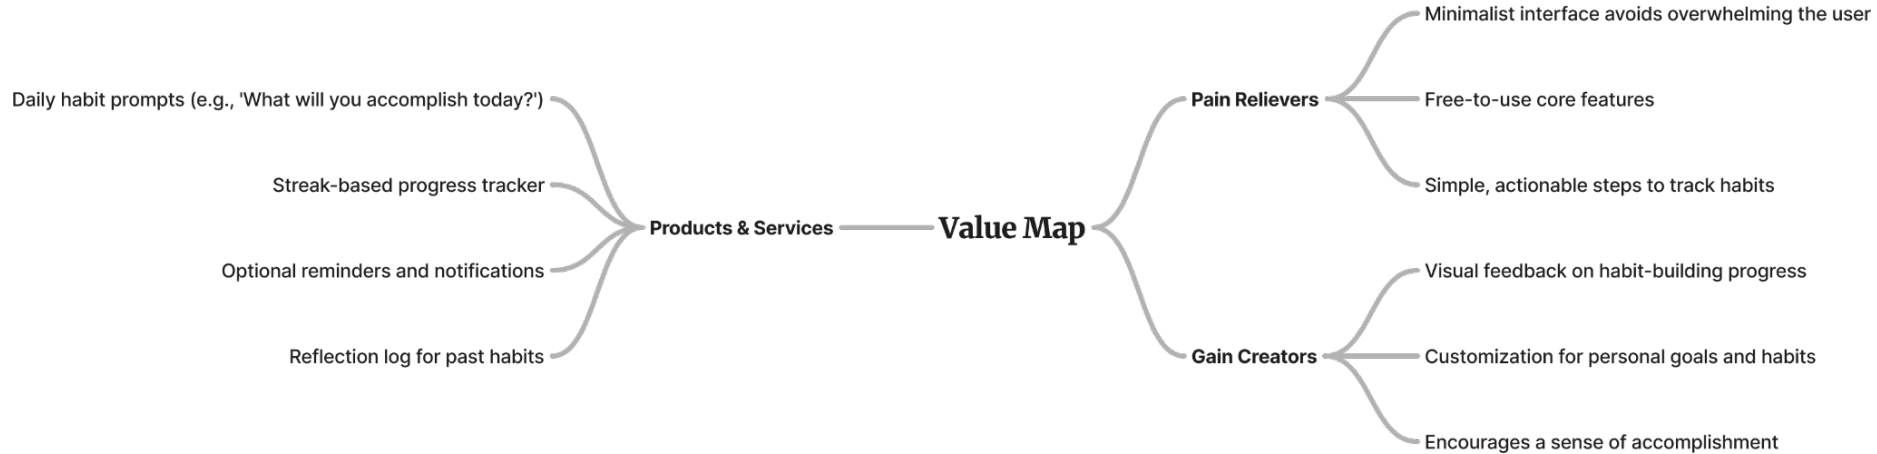 Daily habit prompts (e.g., 'What will you accomplish today?')
Streak-based progress tracker
Optional reminders and notifications
Reflection log for past habits
Products & Services
Value Map
Pain Relievers
Minimalist interface avoids overwhelming the user
Free-to-use core features
Simple, actionable steps to track habits
Gain Creators
Visual feedback on habit-building progress
Customization for personal goals and habits
Encourages a sense of accomplishment